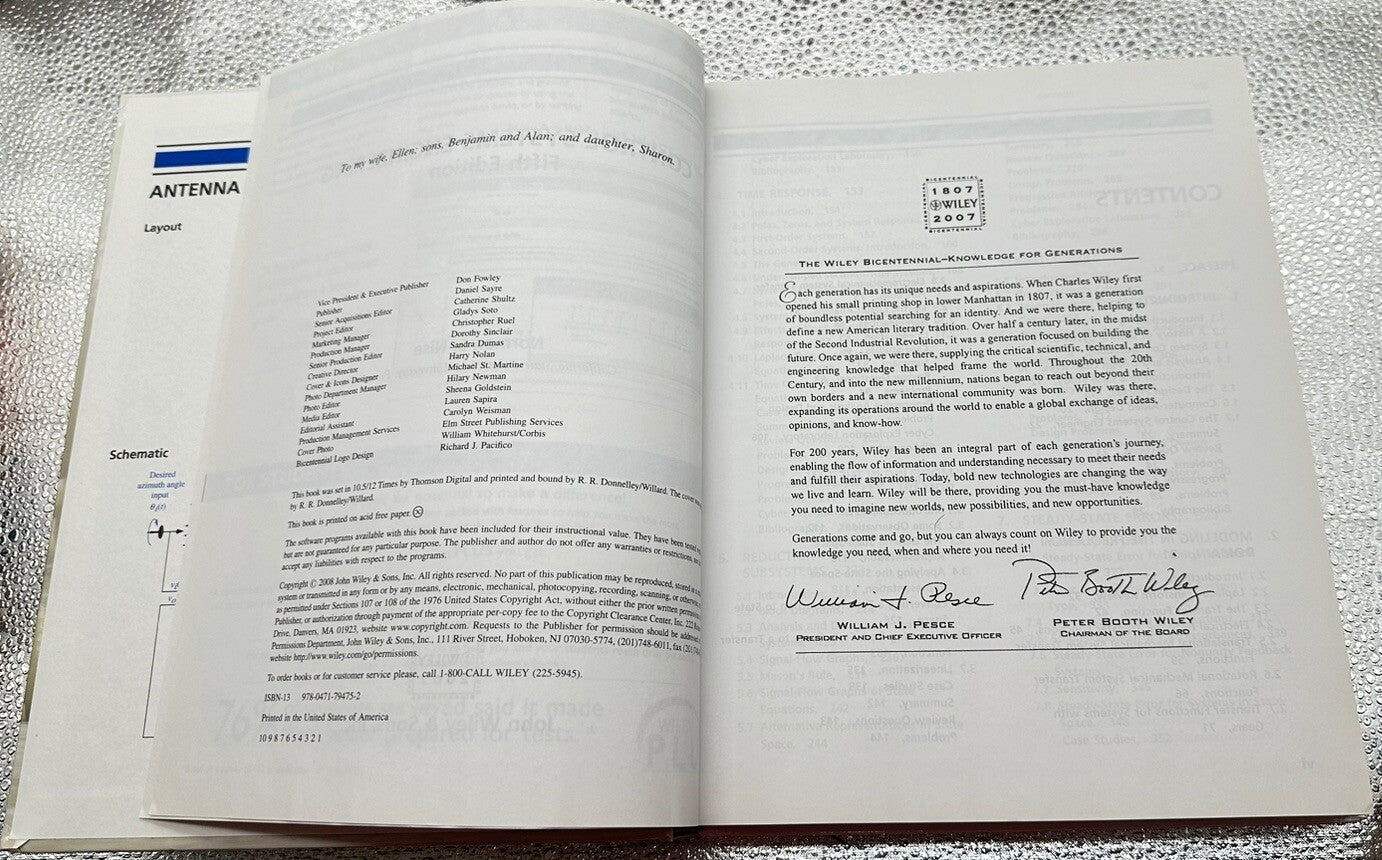 ANTENNA
Layout
Schematic
Desired
azimuth angle
input
θi(t)
To my wife, Ellen; sons, Benjamin and Alan; and daughter, Sharon.
Vice President & Executive Publisher Don Fowley
Publisher Daniel Sayre
Senior Acquisitions Editor Catherine Shultz
Project Editor Gladys Soto
Marketing Manager Christopher Ruel
Production Manager Dorothy Sinclair
Senior Production Editor Sandra Dumas
Creative Director Harry Nolan
Cover & Icons Designer Michael St. Martine
Photo Department Manager Hilary Newman
Photo Editor Sheena Goldstein
Media Editor Lauren Sapira
Editorial Assistant Carolyn Weisman
Production Management Services Elm Street Publishing Services
Cover Photo William Whitehurst/Corbis
Bicentennial Logo Design Richard J. Pacifico
This book was set in 10.5/12 Times by Thomson Digital and printed and bound by R. R. Donnelley/Willard. The cover was
by R. R. Donnelley/Willard.
This book is printed on acid free paper.
The software programs available with this book have been included for their instructional value. They have been tested
but are not guaranteed for any particular purpose. The publisher and author do not offer any warranties or restrictions,
accept any liabilities with respect to the programs.
Copyright © 2008 John Wiley & Sons, Inc. All rights reserved. No part of this publication may be reproduced, stored in
system or transmitted in any form or by any means, electronic, mechanical, photocopying, recording, scanning, or otherwise
as permitted under Sections 107 or 108 of the 1976 United States Copyright Act, without either the prior written permission
Publisher, or authorization through payment of the appropriate per-copy fee to the Copyright Clearance Center, Inc. 222
Drive, Danvers, MA 01923, website www.copyright.com. Requests to the Publisher for permission should be addressed
Permissions Department, John Wiley & Sons, Inc., 111 River Street, Hoboken, NJ 07030-5774, (201)748-6011, fax (201)
website http://www.wiley.com/go/permissions.
To order books or for customer service please, call 1-800-CALL WILEY (225-5945).
ISBN-13 978-0471-79475-2
Printed in the United States of America
10 9 8 7 6 5 4 3 2 1
BICENTENNIAL
1807
WILEY
2007
BICENTENNIAL
THE WILEY BICENTENNIAL–KNOWLEDGE FOR GENERATIONS
Each generation has its unique needs and aspirations. When Charles Wiley first
opened his small printing shop in lower Manhattan in 1807, it was a generation
of boundless potential searching for an identity. And we were there, helping to
define a new American literary tradition. Over half a century later, in the midst
of the Second Industrial Revolution, it was a generation focused on building the
future. Once again, we were there, supplying the critical scientific, technical, and
engineering knowledge that helped frame the world. Throughout the 20th
Century, and into the new millennium, nations began to reach out beyond their
own borders and a new international community was born. Wiley was there,
expanding its operations around the world to enable a global exchange of ideas,
opinions, and know-how.
For 200 years, Wiley has been an integral part of each generation's journey,
enabling the flow of information and understanding necessary to meet their needs
and fulfill their aspirations. Today, bold new technologies are changing the way
we live and learn. Wiley will be there, providing you the must-have knowledge
you need to imagine new worlds, new possibilities, and new opportunities.
Generations come and go, but you can always count on Wiley to provide you the
knowledge you need, when and where you need it!
William J. Pesce Peter Booth Wiley
WILLIAM J. PESCE PETER BOOTH WILEY
PRESIDENT AND CHIEF EXECUTIVE OFFICER CHAIRMAN OF THE BOARD